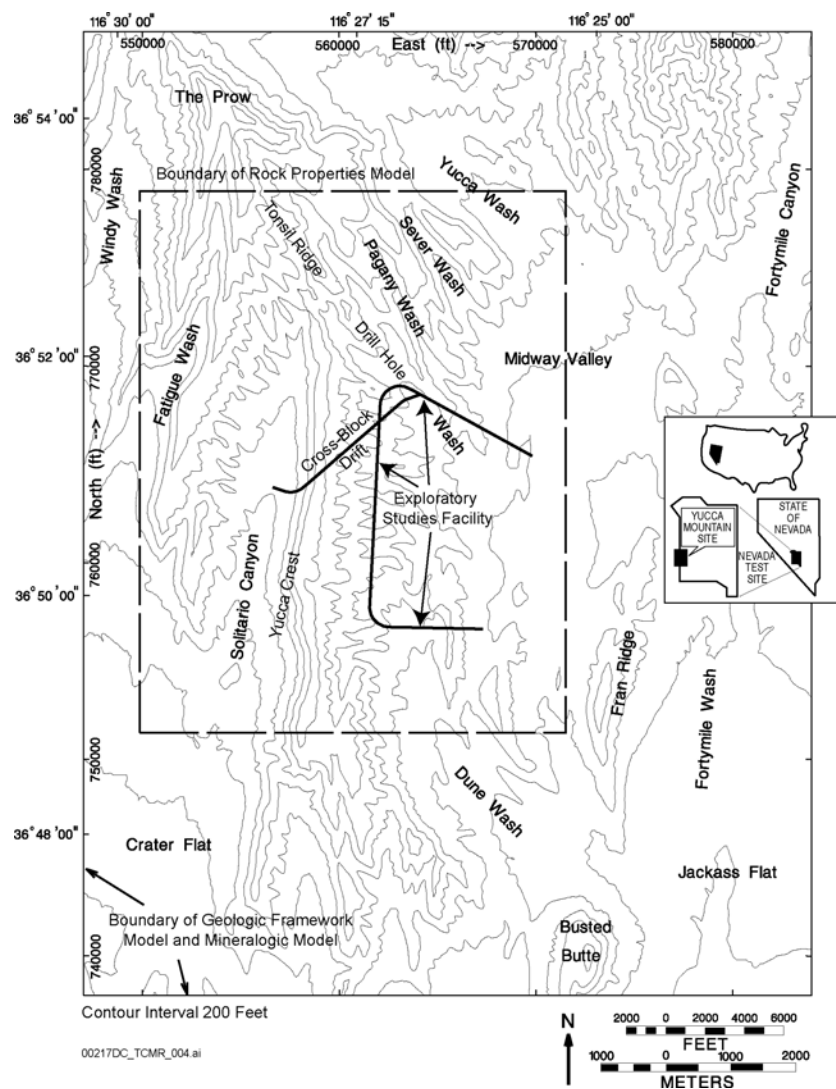 116° 30' 00"
116° 27' 15"
116° 25' 00"
550000
560000
570000
580000
East (ft) -->
The Prow
36° 54' 00"
780000
Boundary of Rock Properties Model
Yucca Wash
Windy Wash
Tonsil Ridge
Sever Wash
Pagany Wash
Fortymile Canyon
Drill Hole
Wash
36° 52' 00"
770000
Midway Valley
Fatigue Wash
Cross-Block
Drift
North (ft) -->
Exploratory
Studies Facility
YUCCA
MOUNTAIN
SITE
STATE
OF
NEVADA
NEVADA
TEST
SITE
760000
36° 50' 00"
Solitario Canyon
Yucca Crest
Fran Ridge
Fortymile Wash
750000
Dune Wash
36° 48' 00"
Crater Flat
Jackass Flat
Boundary of Geologic Framework
Model and Mineralogic Model
Busted
Butte
740000
Contour Interval 200 Feet
N
2000 0 2000 4000 6000
FEET
1000 0 1000 2000
METERS
00217DC_TCMR_004.ai